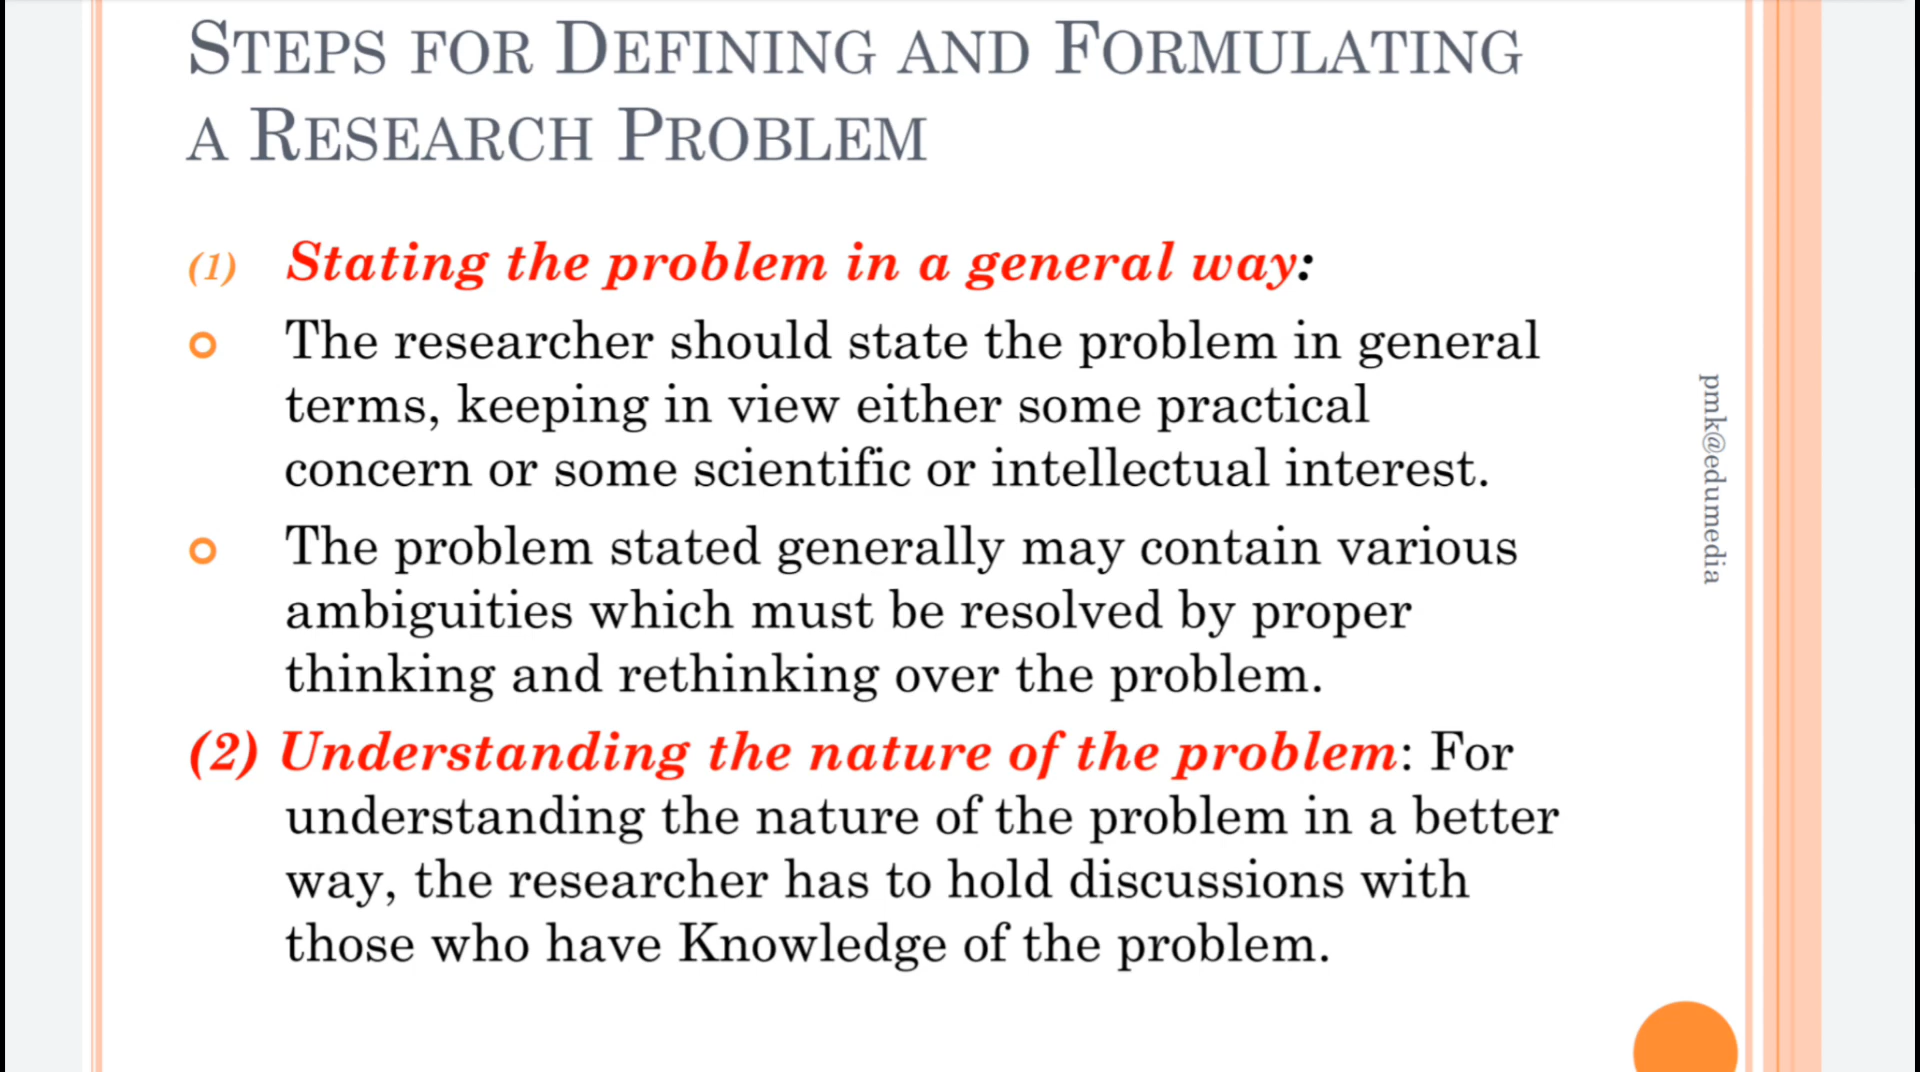 STEPS FOR DEFINING AND FORMULATING
A RESEARCH PROBLEM
(1) Stating the problem in a general way:
The researcher should state the problem in general
terms, keeping in view either some practical
concern or some scientific or intellectual interest.
The problem stated generally may contain various
ambiguities which must be resolved by proper
thinking and rethinking over the problem.
(2) Understanding the nature of the problem: For
understanding the nature of the problem in a better
way, the researcher has to hold discussions with
those who have Knowledge of the problem.
pmk@edumedia